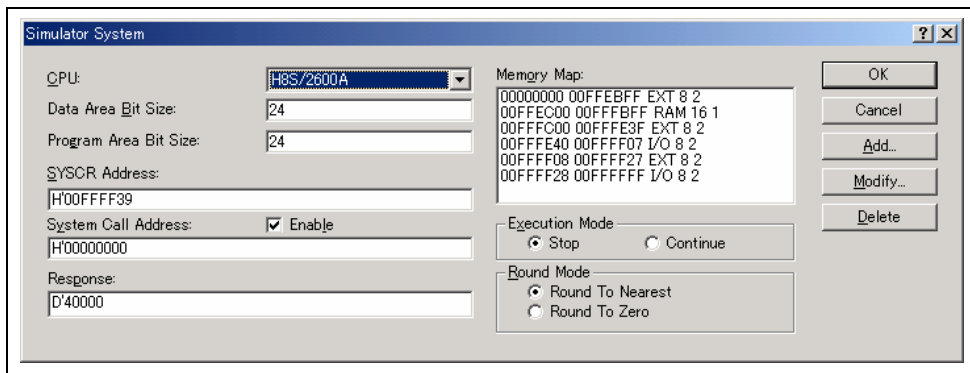 Simulator System
CPU:
H8S/2600A
Data Area Bit Size:
24
Program Area Bit Size:
24
SYSCR Address:
H'00FFFF39
System Call Address:
Enable
H'00000000
Response:
D'40000
Memory Map:
00000000 00FFEBFF EXT 8 2
00FFEC00 00FFFBFF RAM 16 1
00FFFC00 00FFFE3F EXT 8 2
00FFFE40 00FFFF07 I/O 8 2
00FFFF08 00FFFF27 EXT 8 2
00FFFF28 00FFFFFF I/O 8 2
Execution Mode
Stop
Continue
Round Mode
Round To Nearest
Round To Zero
OK
Cancel
Add...
Modify...
Delete